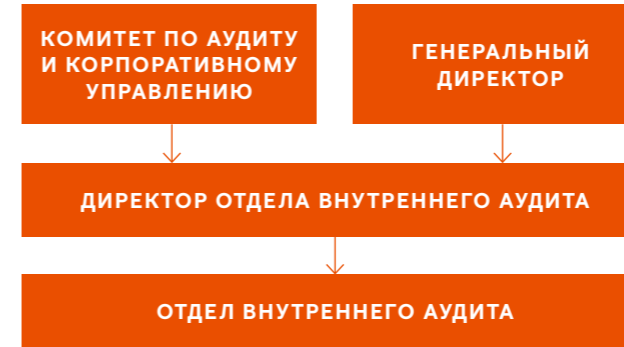 КОМИТЕТ ПО АУДИТУ
И КОРПОРАТИВНОМУ
УПРАВЛЕНИЮ
ГЕНЕРАЛЬНЫЙ
ДИРЕКТОР
ДИРЕКТОР ОТДЕЛА ВНУТРЕННЕГО АУДИТА
ОТДЕЛ ВНУТРЕННЕГО АУДИТА